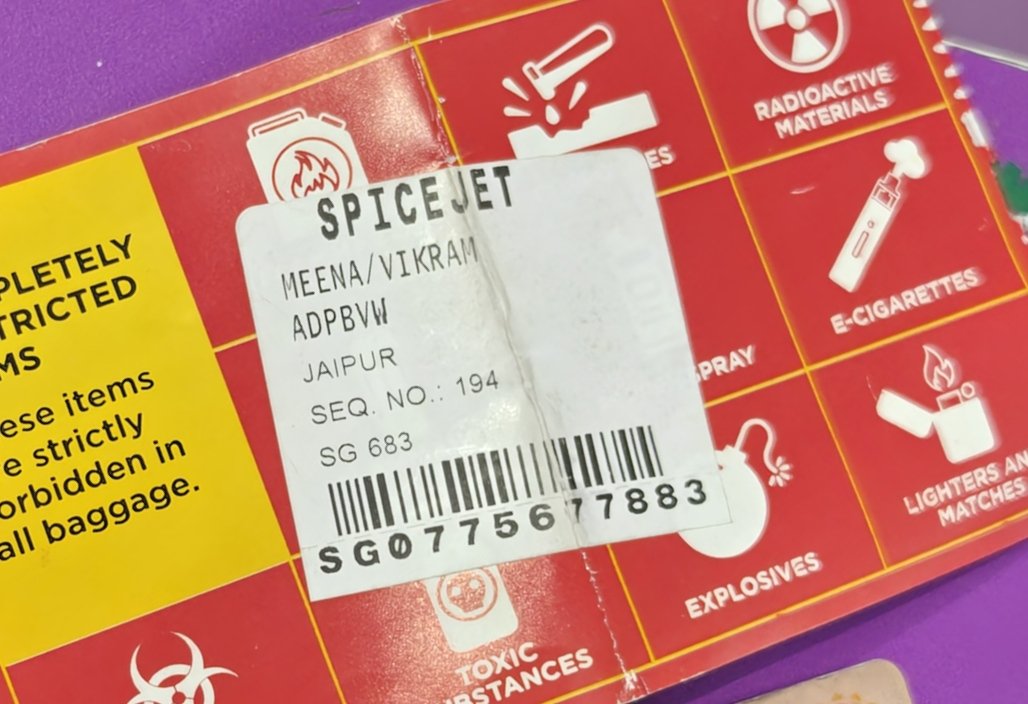 RADIOACTIVE
MATERIALS
ES
PLETELY
TRICTED
MS
ese items
e strictly
orbidden in
all baggage.
SPICEJET
MEENA/VIKRAM
ADPBVW
JAIPUR
SEQ. NO.: 194
SG 683
SG0775677883
E-CIGARETTES
SPRAY
LIGHTERS AN
MATCHES
EXPLOSIVES
TOXIC
BSTANCES